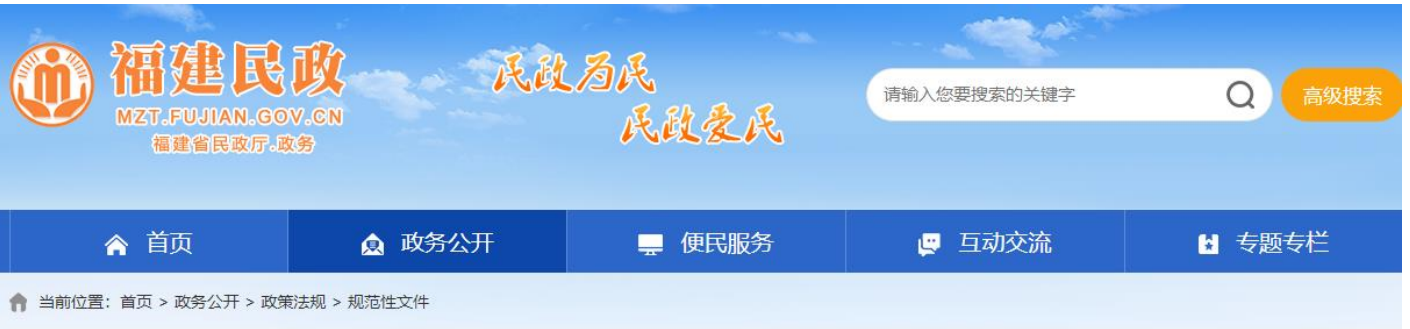 福建民政
MZT.FUJIAN.GOV.CN
福建省民政厅·政务
民政为民
民政爱民
请输入您要搜索的关键字
高级搜索
首页
政务公开
便民服务
互动交流
专题专栏
当前位置：首页 > 政务公开 > 政策法规 > 规范性文件